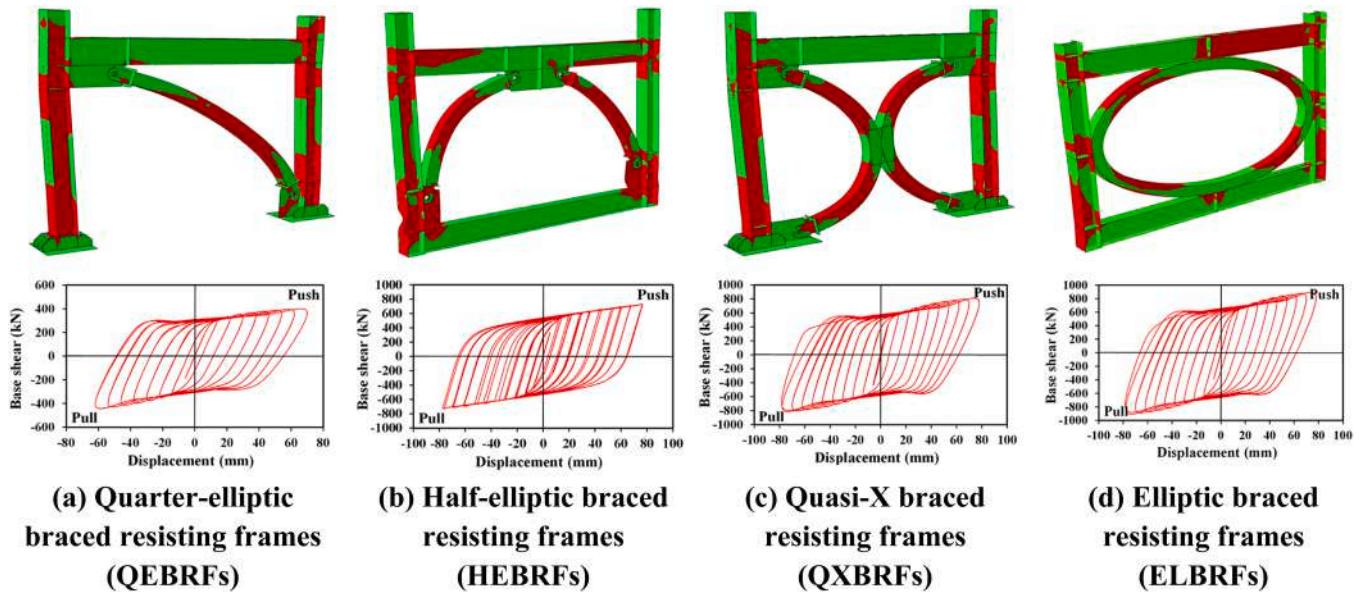 600
400
200
0
-200
-400
-600
Base shear (kN)
Push
Pull
-80 -60 -40 -20 0 20 40 60 80
Displacement (mm)
1000
800
600
400
200
0
-200
-400
-600
-800
-1000
Base shear (kN)
Push
Pull
-100 -80 -60 -40 -20 0 20 40 60 80 100
Displacement (mm)
1000
800
600
400
200
0
-200
-400
-600
-800
-1000
Base shear (kN)
Push
Pull
-100 -80 -60 -40 -20 0 20 40 60 80 100
Displacement (mm)
1000
800
600
400
200
0
-200
-400
-600
-800
-1000
Base shear (kN)
Push
Pull
-100 -80 -60 -40 -20 0 20 40 60 80 100
Displacement (mm)
(a) Quarter-elliptic
braced resisting frames
(QEBRFs)
(b) Half-elliptic braced
resisting frames
(HEBRFs)
(c) Quasi-X braced
resisting frames
(QXBRFs)
(d) Elliptic braced
resisting frames
(ELBRFs)